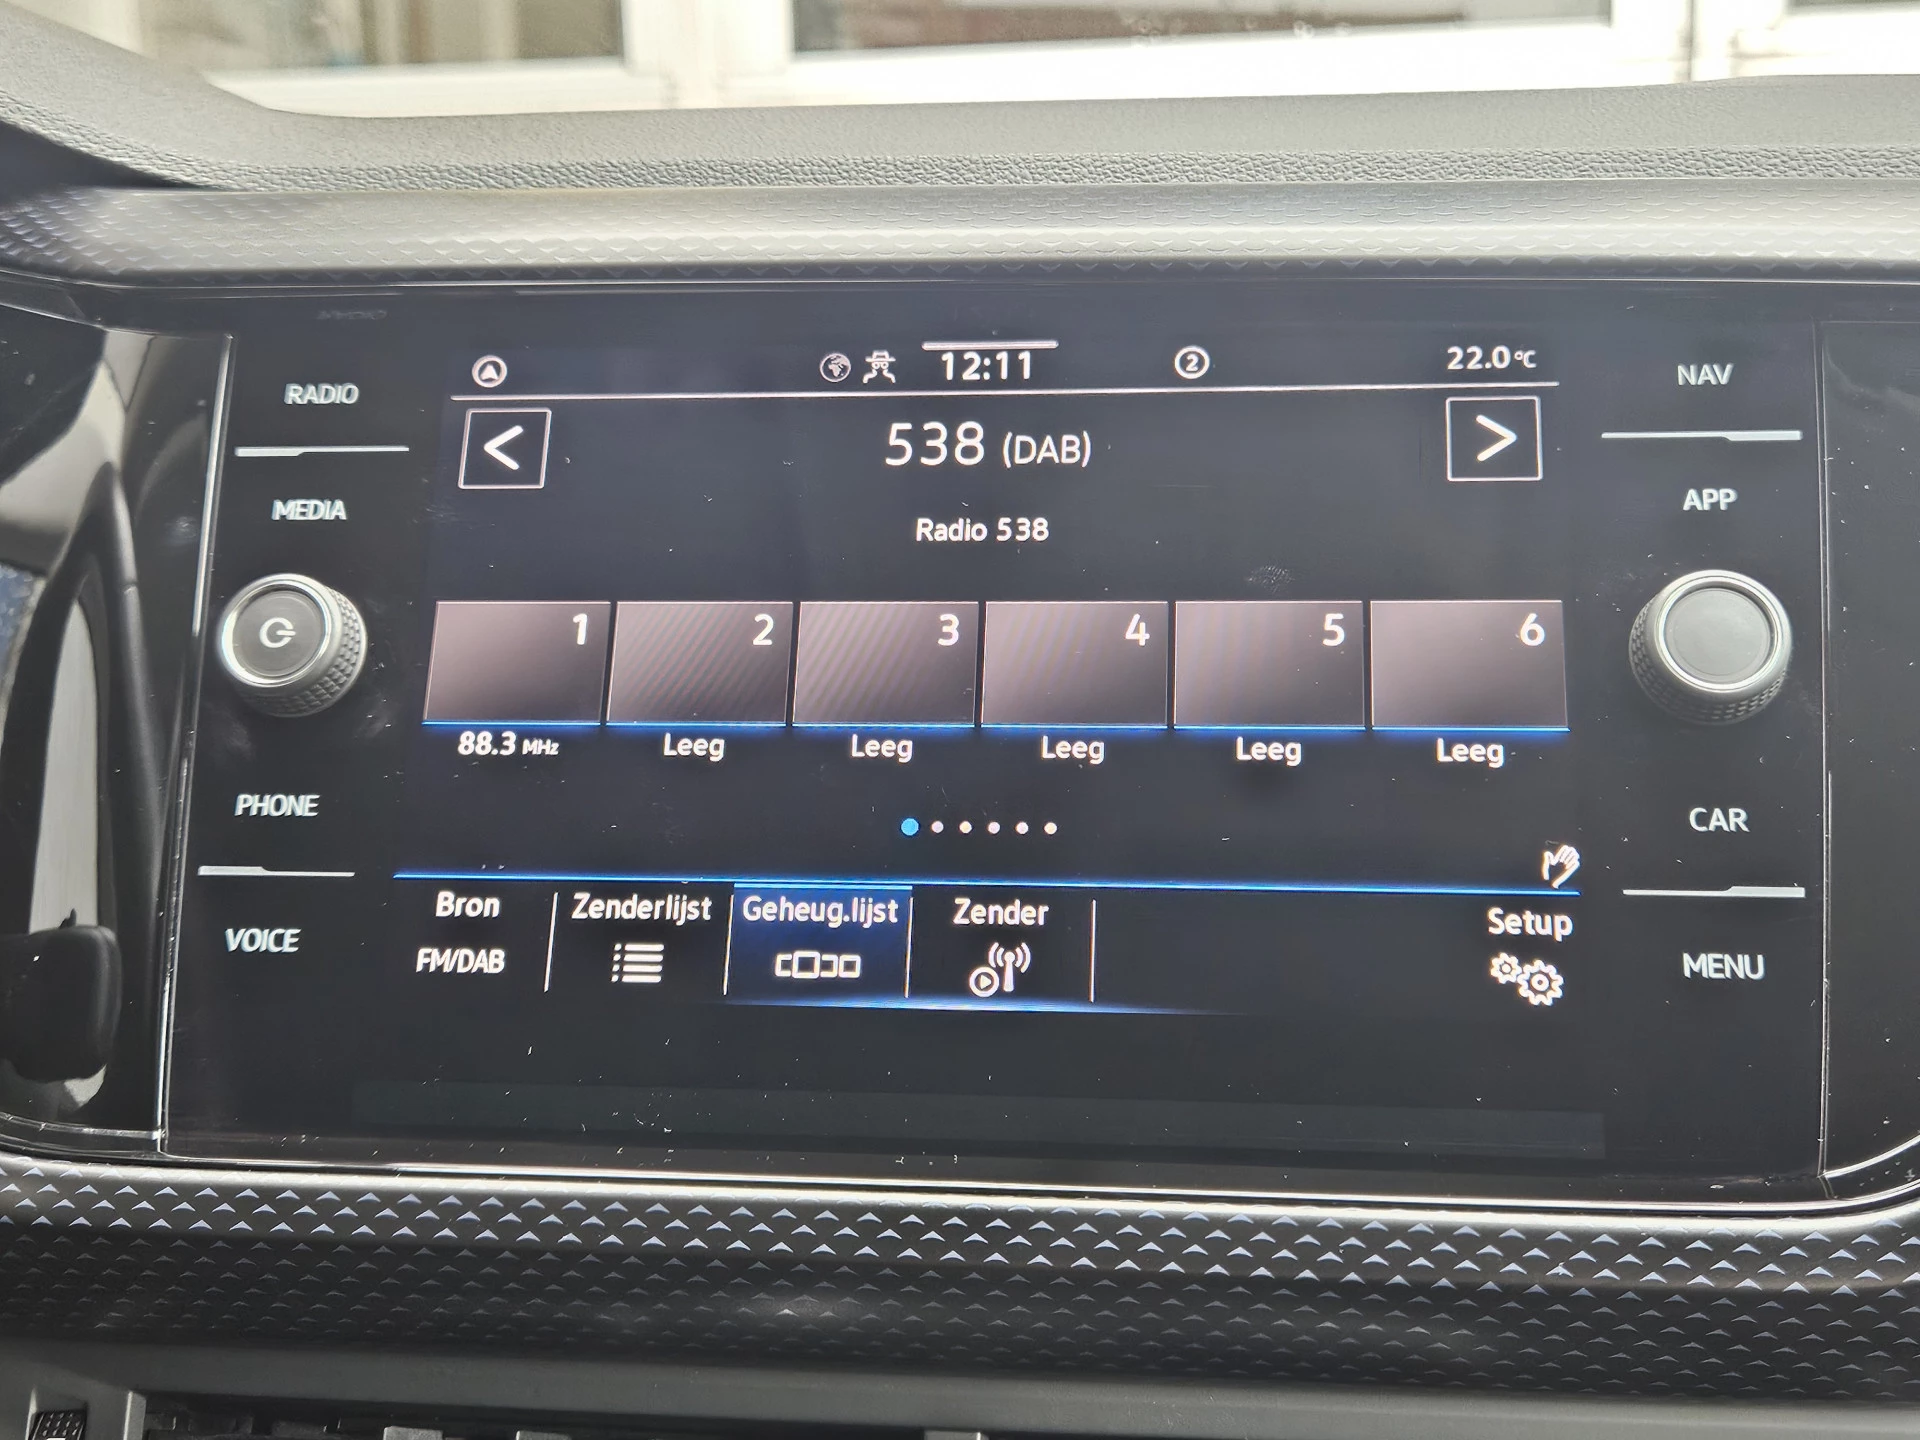 RADIO
MEDIA
PHONE
VOICE
12:11
2
22.0°C
538 (DAB)
Radio 538
1 2 3 4 5 6
88.3 MHz Leeg Leeg Leeg Leeg Leeg
Bron
FM/DAB
Zenderlijst
Geheug.lijst
Zender
Setup
NAV
APP
CAR
MENU